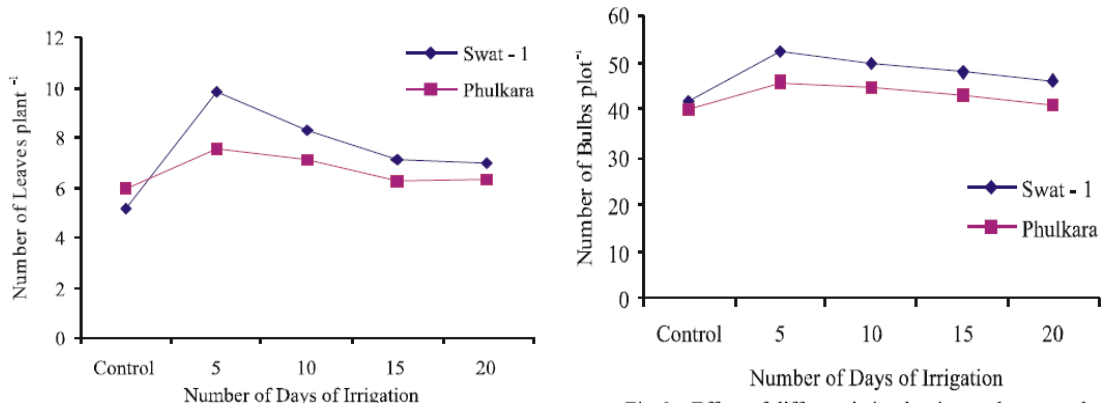 12
10
8
6
4
2
0
Number of Leaves plant⁻¹
Swat - 1
Phulkara
Control 5 10 15 20
Number of Days of Irrigation
60
50
40
30
20
10
0
Number of Bulbs plot⁻¹
Swat - 1
Phulkara
Control 5 10 15 20
Number of Days of Irrigation